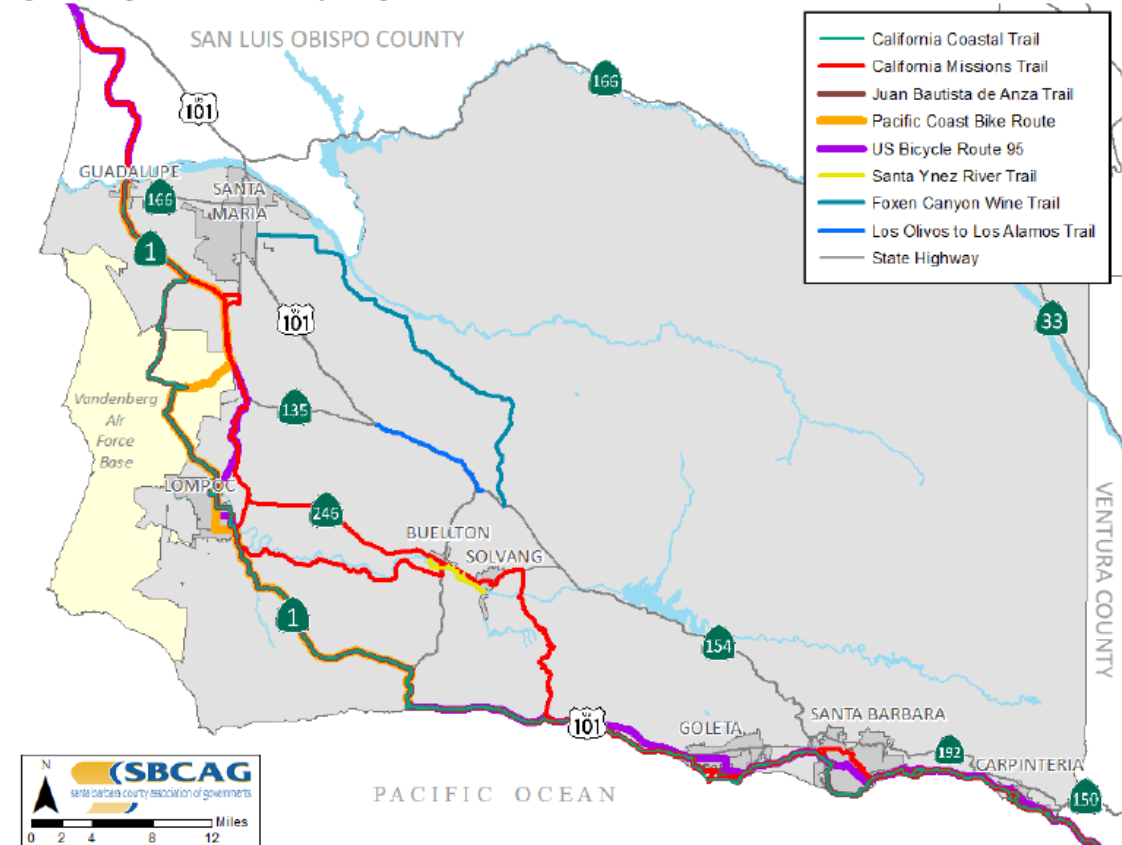 SAN LUIS OBISPO COUNTY
California Coastal Trail
California Missions Trail
Juan Bautista de Anza Trail
Pacific Coast Bike Route
US Bicycle Route 95
Santa Ynez River Trail
Foxen Canyon Wine Trail
Los Olivos to Los Alamos Trail
State Highway
166
US
101
GUADALUPE
166
SANTA
MARIA
1
US
101
33
Vandenberg
Air
Force
Base
135
LOMPOC
246
BUELLTON
SOLVANG
VENTURA COUNTY
1
154
US
101
GOLETA
SANTA BARBARA
192
CARPINTERIA
150
PACIFIC OCEAN
N
SBCAG
santa barbara county association of governments
Miles
0 2 4 8 12